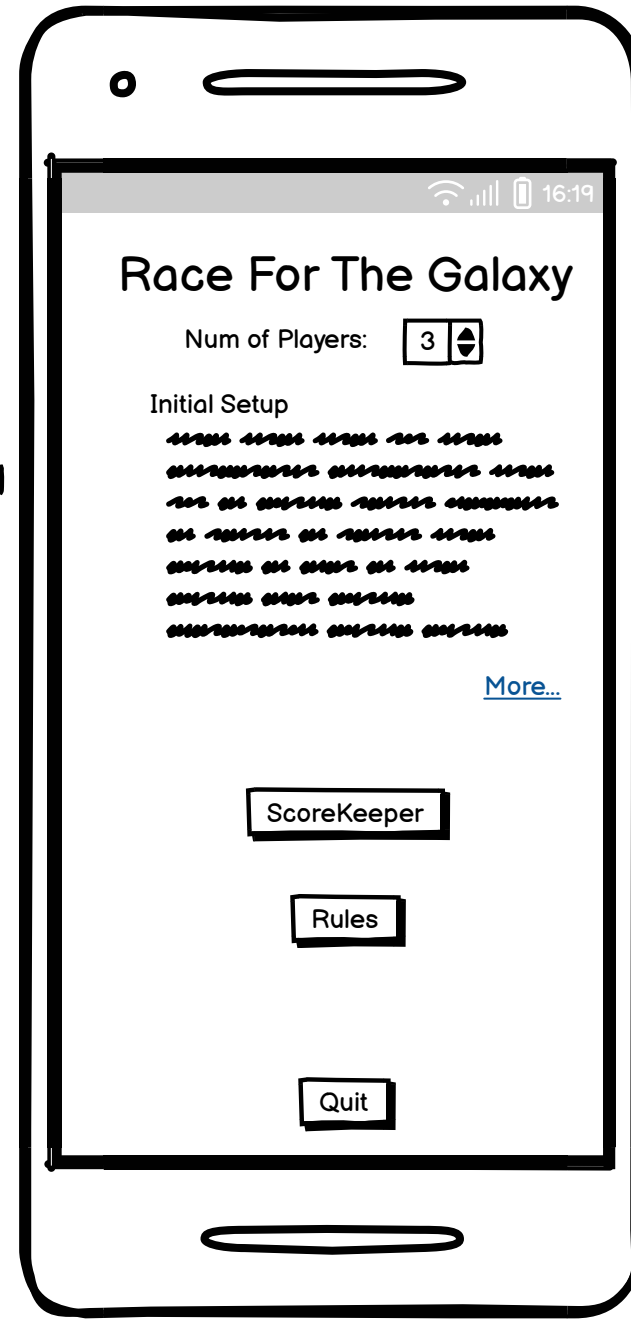 16:19
Race For The Galaxy
Num of Players: 3
Initial Setup
More...
ScoreKeeper
Rules
Quit